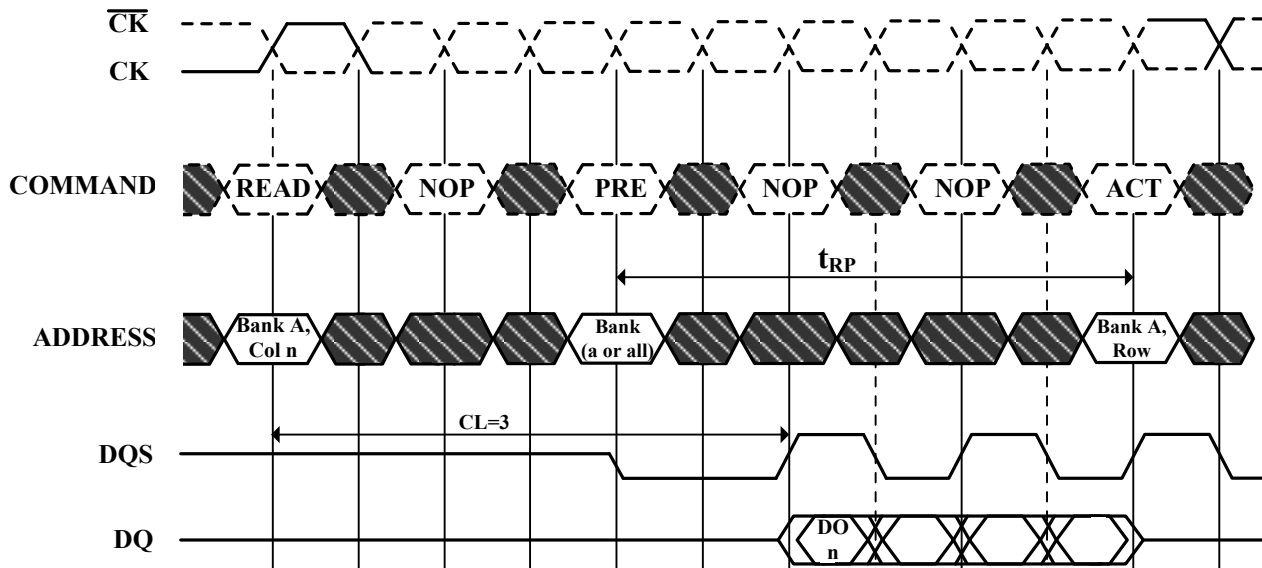 C̅K̅
CK
COMMAND READ NOP PRE NOP NOP ACT
tRP
ADDRESS Bank A, Col n Bank (a or all) Bank A, Row
CL=3
DQS
DQ DO n